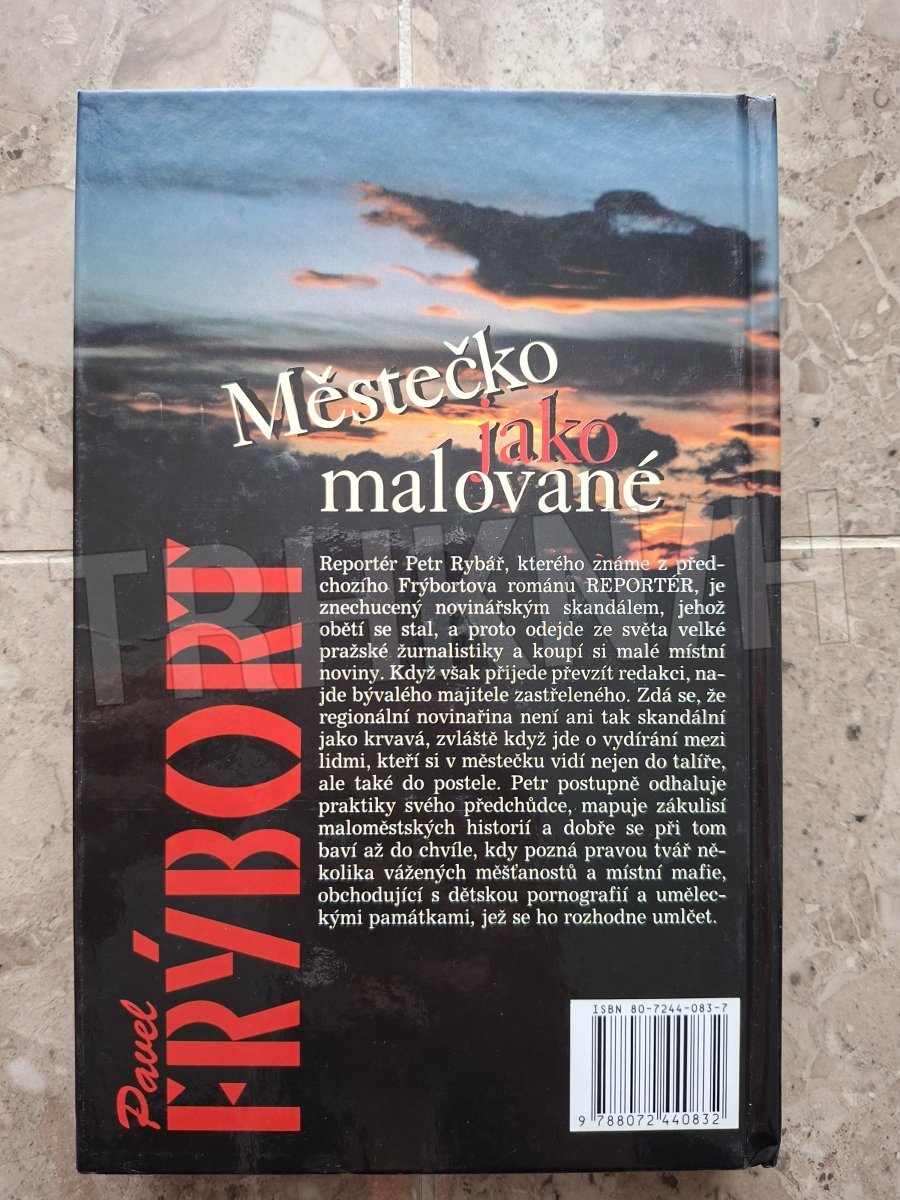 Městečko
jako
malované
Reportér Petr Rybář, kterého známe z před-
chozího Frýbortova románu REPORTÉR, je
znechucený novinářským skandálem, jehož
obětí se stal, a proto odejde ze světa velké
pražské žurnalistiky a koupí si malé místní
noviny. Když však přijede převzít redakci, na-
jde bývalého majitele zastřeleného. Zdá se, že
regionální novinařina není ani tak skandální
jako krvavá, zvláště když jde o vydírání mezi
lidmi, kteří si v městečku vidí nejen do talíře,
ale také do postele. Petr postupně odhaluje
praktiky svého předchůdce, mapuje zákulisí
maloměstských historií a dobře se při tom
baví až do chvíle, kdy pozná pravou tvář ně-
kolika vážených měšťanostů a místní mafie,
obchodující s dětskou pornografií a umělec-
kými památkami, jež se ho rozhodne umlčet.
Pavel
FRÝBORT
ISBN 80-7244-083-7
9 788072 440832
TRHKNIH